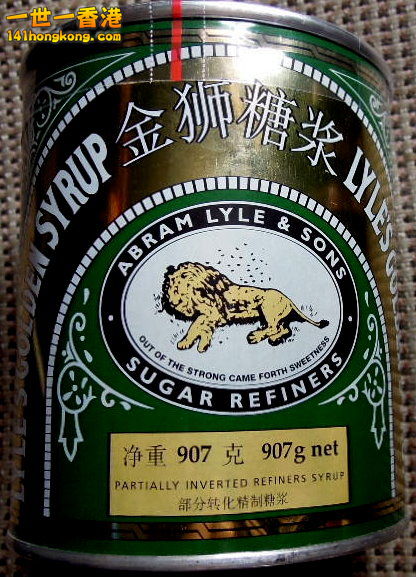 一世一香港
141hongkong.com
金狮糖浆
LYLE'S GOLDEN SYRUP
LYLE'S GO
ABRAM LYLE & SONS
OUT OF THE STRONG CAME FORTH SWEETNESS
SUGAR REFINERS
净重 907 克 907g net
PARTIALLY INVERTED REFINERS SYRUP
部分转化精制糖浆